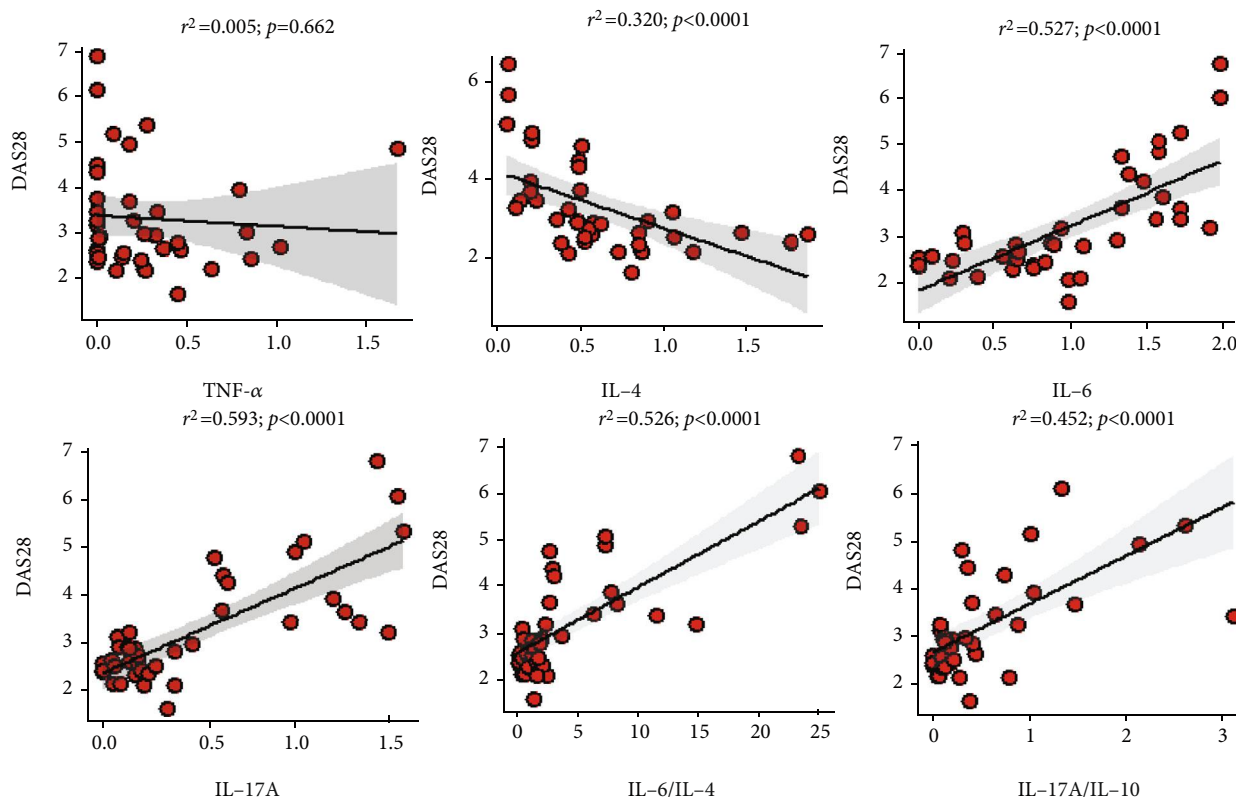 r²=0.005; p=0.662
7
6
5
4
3
2
DAS28
0.0 0.5 1.0 1.5
TNF-α
r²=0.320; p<0.0001
6
4
2
DAS28
0.0 0.5 1.0 1.5
IL–4
r²=0.527; p<0.0001
7
6
5
4
3
2
DAS28
0.0 0.5 1.0 1.5 2.0
IL–6
r²=0.593; p<0.0001
7
6
5
4
3
2
DAS28
0.0 0.5 1.0 1.5
IL–17A
r²=0.526; p<0.0001
7
6
5
4
3
2
DAS28
0 5 10 15 20 25
IL–6/IL–4
r²=0.452; p<0.0001
7
6
5
4
3
2
DAS28
0 1 2 3
IL–17A/IL–10